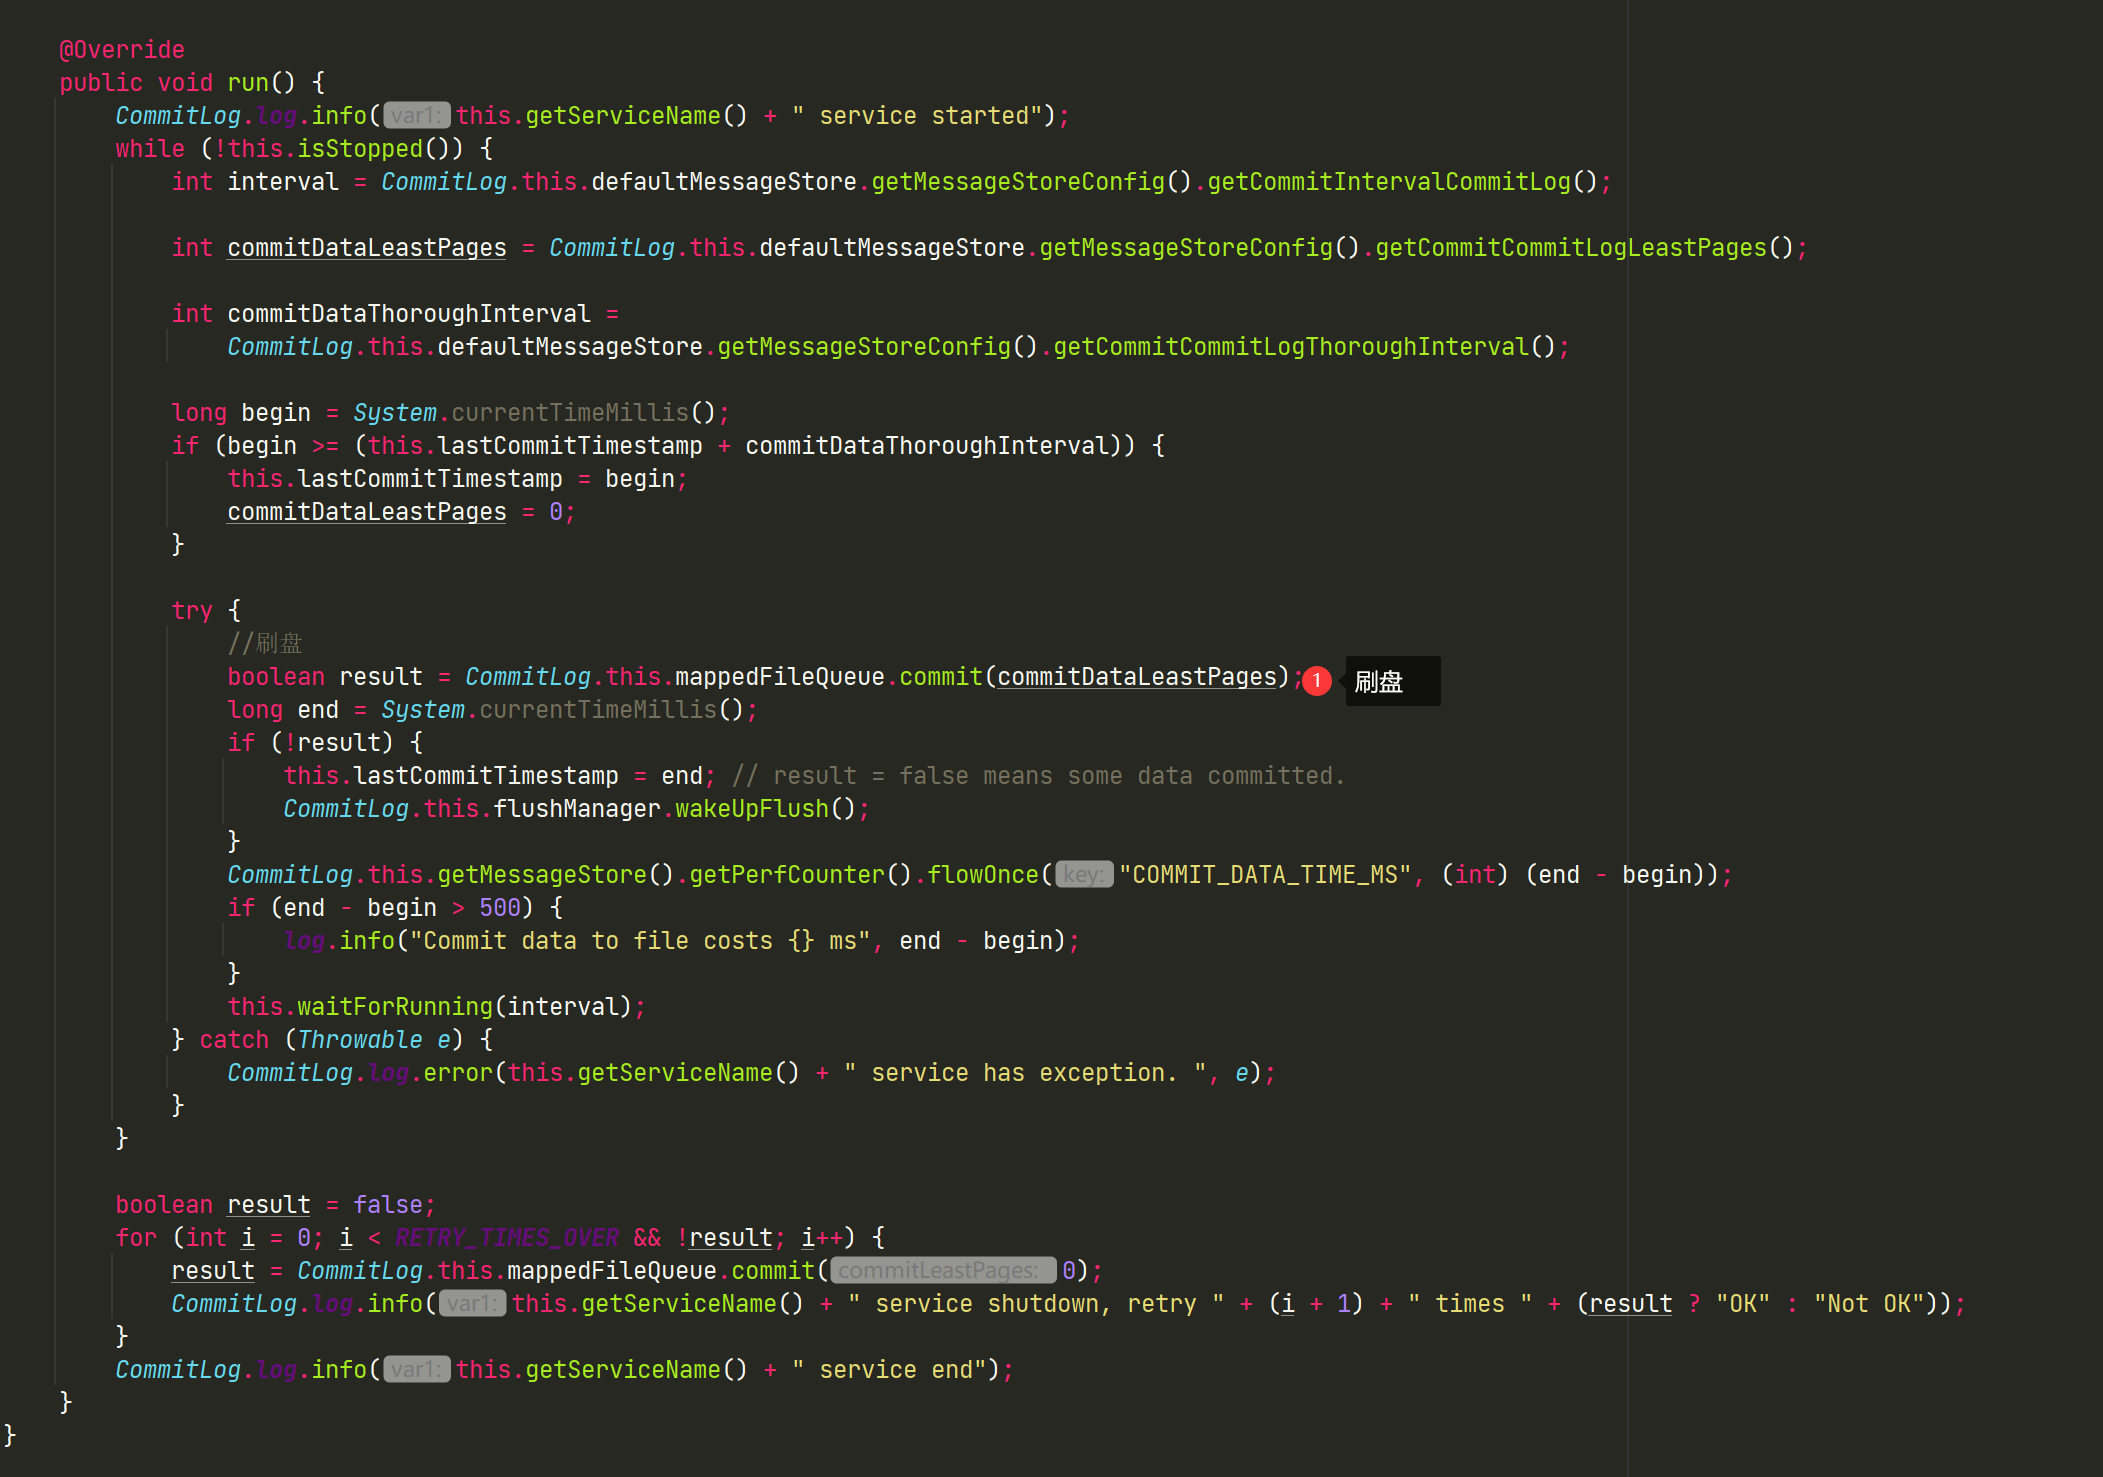 @Override
public void run() {
CommitLog.log.info( var1: this.getServiceName() + " service started");
while (!this.isStopped()) {
int interval = CommitLog.this.defaultMessageStore.getMessageStoreConfig().getCommitIntervalCommitLog();
int commitDataLeastPages = CommitLog.this.defaultMessageStore.getMessageStoreConfig().getCommitCommitLogLeastPages();
int commitDataThoroughInterval =
CommitLog.this.defaultMessageStore.getMessageStoreConfig().getCommitCommitLogThoroughInterval();
long begin = System.currentTimeMillis();
if (begin >= (this.lastCommitTimestamp + commitDataThoroughInterval)) {
this.lastCommitTimestamp = begin;
commitDataLeastPages = 0;
}
try {
//刷盘
boolean result = CommitLog.this.mappedFileQueue.commit(commitDataLeastPages); 1 刷盘
long end = System.currentTimeMillis();
if (!result) {
this.lastCommitTimestamp = end; // result = false means some data committed.
CommitLog.this.flushManager.wakeUpFlush();
}
CommitLog.this.getMessageStore().getPerfCounter().flowOnce( key: "COMMIT_DATA_TIME_MS", (int) (end - begin));
if (end - begin > 500) {
log.info("Commit data to file costs {} ms", end - begin);
}
this.waitForRunning(interval);
} catch (Throwable e) {
CommitLog.log.error(this.getServiceName() + " service has exception. ", e);
}
}
boolean result = false;
for (int i = 0; i < RETRY_TIMES_OVER && !result; i++) {
result = CommitLog.this.mappedFileQueue.commit( commitLeastPages: 0);
CommitLog.log.info( var1: this.getServiceName() + " service shutdown, retry " + (i + 1) + " times " + (result ? "OK" : "Not OK"));
}
CommitLog.log.info( var1: this.getServiceName() + " service end");
}
}